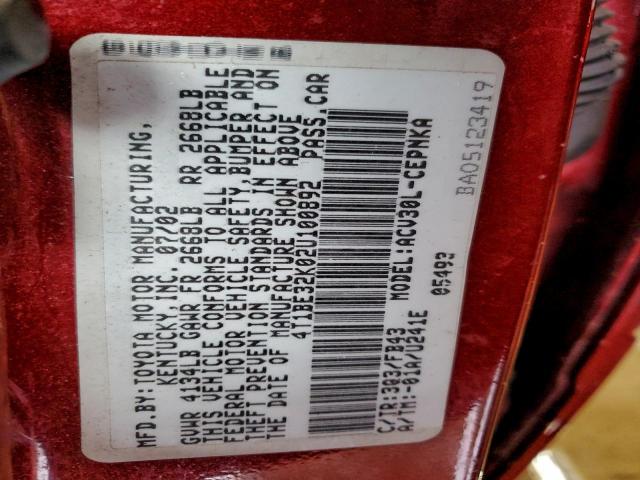 MFD.BY:TOYOTA MOTOR MANUFACTURING,
KENTUCKY, INC. 07/02
GVWR 4134LB GAWR FR 2668LB RR 2668LB
THIS VEHICLE CONFORMS TO ALL APPLICABLE
FEDERAL MOTOR VEHICLE SAFETY, BUMPER AND
THEFT PREVENTION STANDARDS IN EFFECT ON
THE DATE OF MANUFACTURE SHOWN ABOVE
4T1BE32K02U100892 PASS.CAR
C/TR:3Q3/FB43 MODEL:ACV30L-CEPNKA
A/TM:-01A/U241E 05493
BA05123419